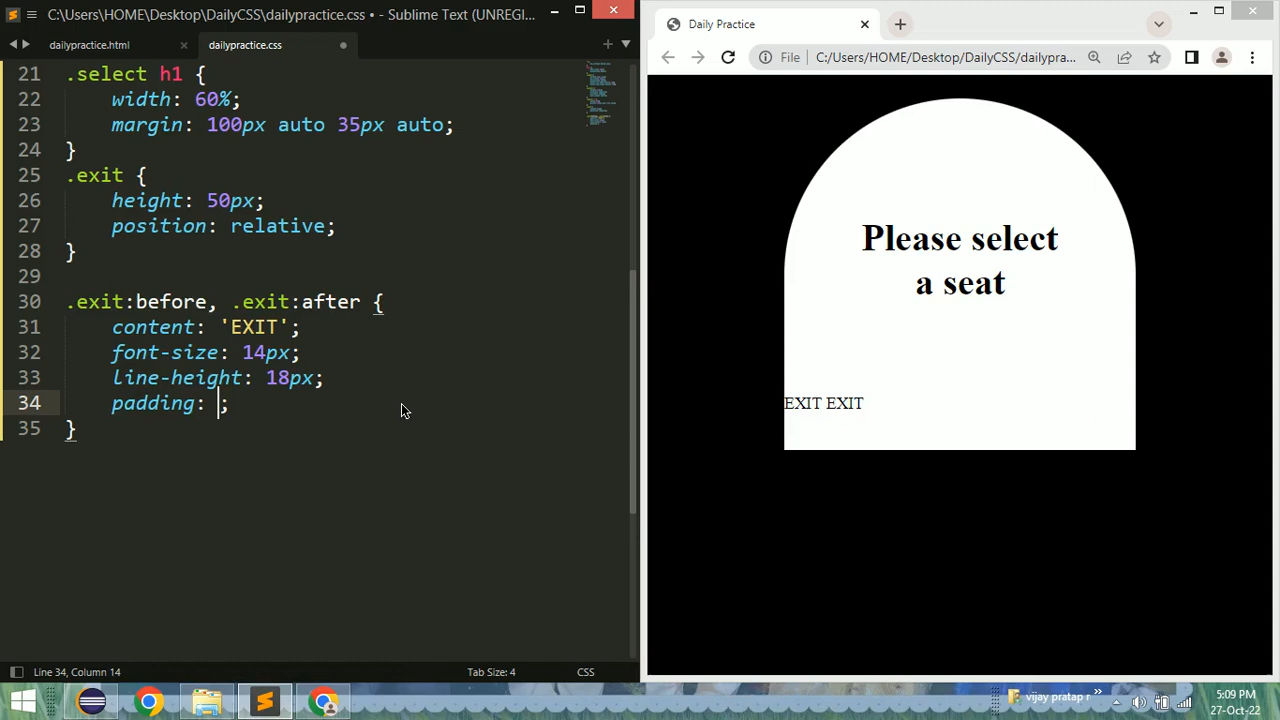 C:\Users\HOME\Desktop\DailyCSS\dailypractice.css • - Sublime Text (UNREGI...
dailypractice.html
dailypractice.css
21 .select h1 {
22 width: 60%;
23 margin: 100px auto 35px auto;
24 }
25 .exit {
26 height: 50px;
27 position: relative;
28 }
29
30 .exit:before, .exit:after {
31 content: 'EXIT';
32 font-size: 14px;
33 line-height: 18px;
34 padding: ;
35 }
Line 34, Column 14
Tab Size: 4
CSS
Daily Practice
File
C:/Users/HOME/Desktop/DailyCSS/dailypra...
Please select
a seat
EXIT EXIT
vijay pratap r
5:09 PM
27-Oct-22